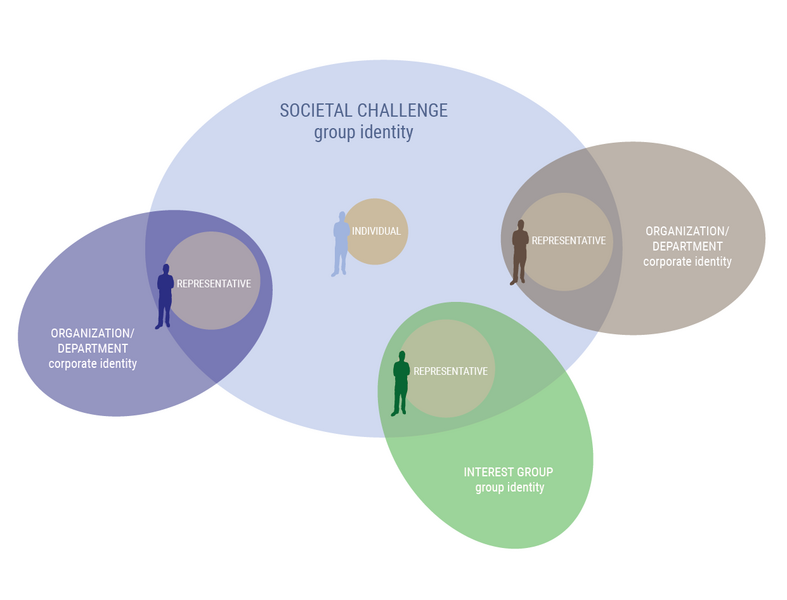 SOCIETAL CHALLENGE
group identity
INDIVIDUAL
REPRESENTATIVE
ORGANIZATION/
DEPARTMENT
corporate identity
REPRESENTATIVE
ORGANIZATION/
DEPARTMENT
corporate identity
REPRESENTATIVE
INTEREST GROUP
group identity